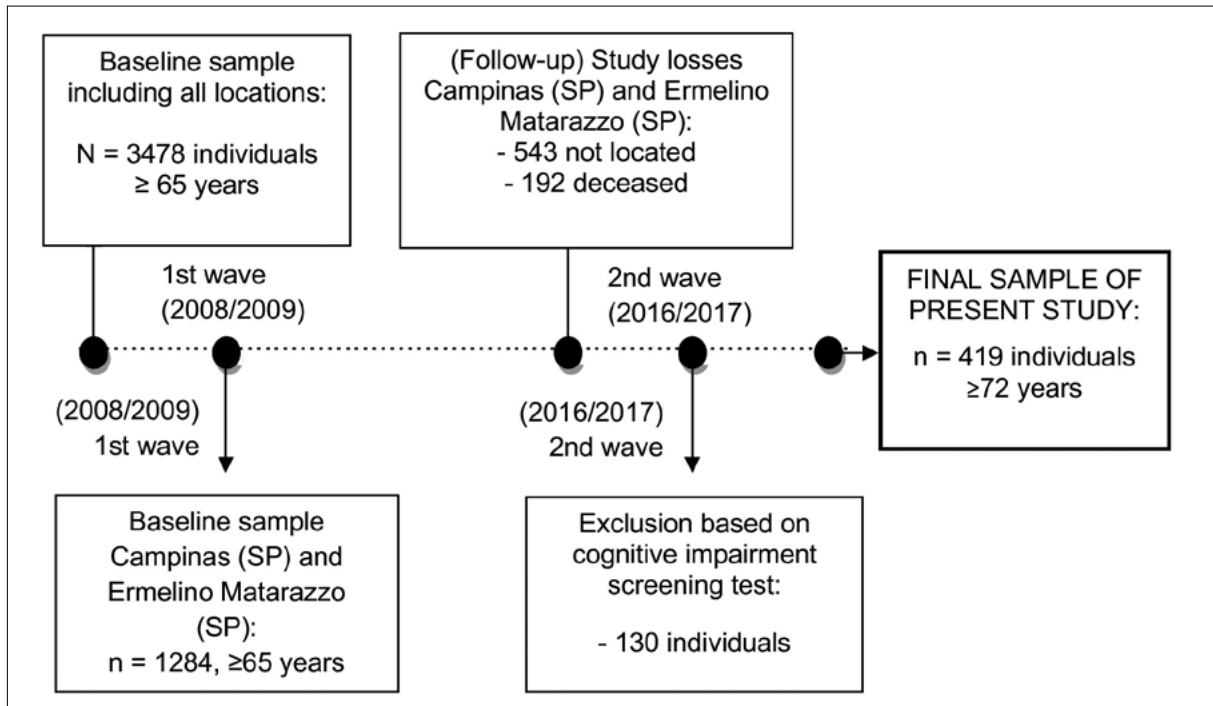 Baseline sample
including all locations:
N = 3478 individuals
≥ 65 years
(Follow-up) Study losses
Campinas (SP) and Ermelino
Matarazzo (SP):
- 543 not located
- 192 deceased
1st wave
(2008/2009)
2nd wave
(2016/2017)
FINAL SAMPLE OF
PRESENT STUDY:
n = 419 individuals
≥72 years
(2008/2009)
1st wave
(2016/2017)
2nd wave
Baseline sample
Campinas (SP) and
Ermelino Matarazzo
(SP):
n = 1284, ≥65 years
Exclusion based on
cognitive impairment
screening test:
- 130 individuals